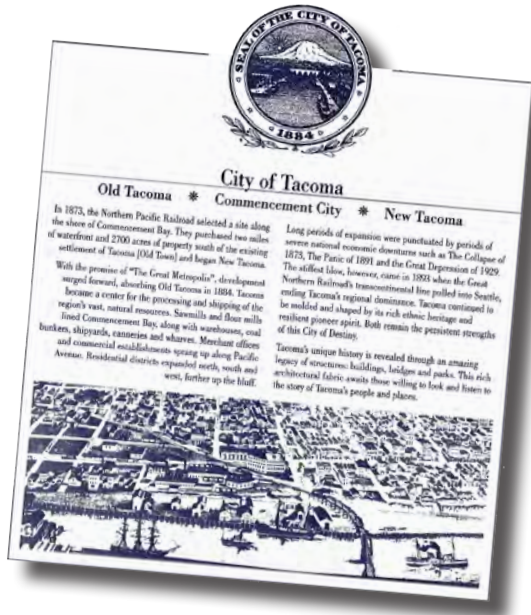 SEAL OF THE CITY OF TACOMA
1884
City of Tacoma
Old Tacoma * Commencement City * New Tacoma
In 1873, the Northern Pacific Railroad selected a site along
the shore of Commencement Bay. They purchased two miles
of waterfront and 2700 acres of property south of the existing
settlement of Tacoma [Old Town] and began New Tacoma.
With the promise of "The Great Metropolis", development
surged forward, absorbing Old Tacoma in 1884. Tacoma
became a center for the processing and shipping of the
region's vast, natural resources. Sawmills and flour mills
lined Commencement Bay, along with warehouses, coal
bunkers, shipyards, canneries and wharves. Merchant offices
and commercial establishments sprang up along Pacific
Avenue. Residential districts expanded north, south and
west, further up the bluff.
Long periods of expansion were punctuated by periods of
severe national economic downturns such as The Collapse of
1873, The Panic of 1891 and the Great Depression of 1929.
The stiffest blow, however, came in 1893 when the Great
Northern Railroad's transcontinental line pulled into Seattle,
ending Tacoma's regional dominance. Tacoma continued to
be molded and shaped by its rich ethnic heritage and
resilient pioneer spirit. Both remain the persistent strengths
of this City of Destiny.
Tacoma's unique history is revealed through an amazing
legacy of structures: buildings, bridges and parks. This rich
architectural fabric awaits those willing to look and listen to
the story of Tacoma's people and places.